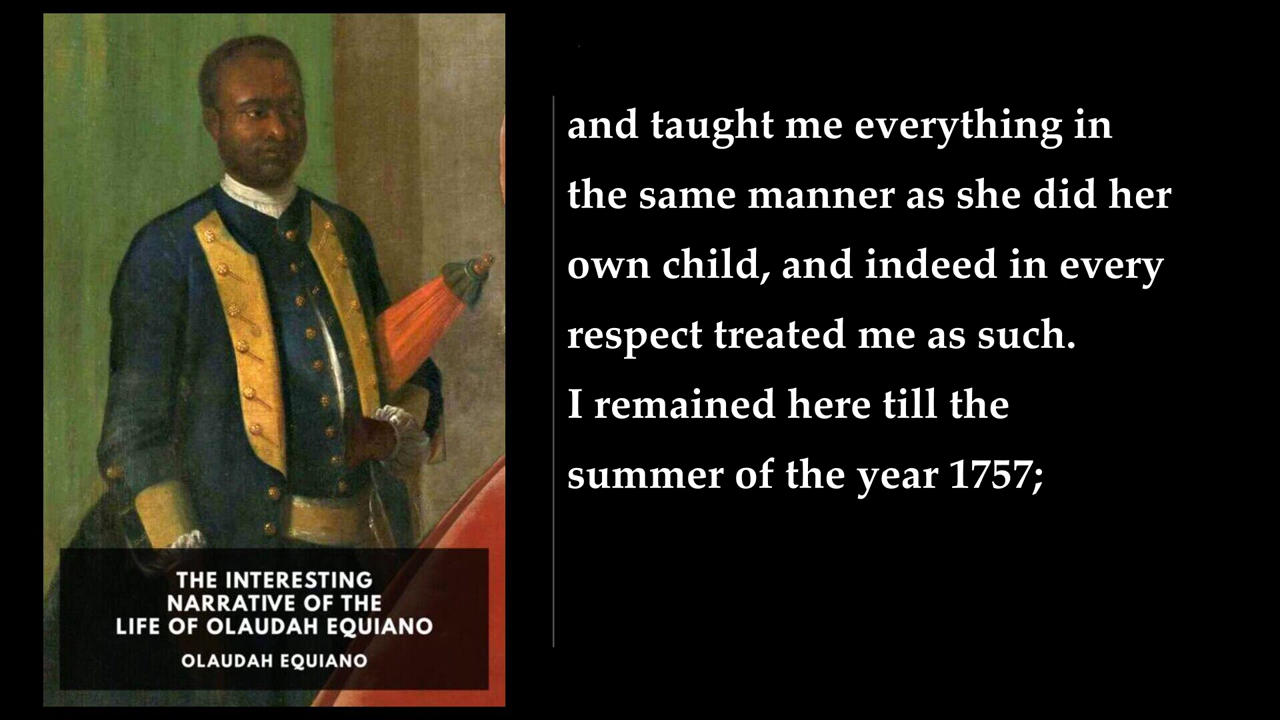 and taught me everything in
the same manner as she did her
own child, and indeed in every
respect treated me as such.
I remained here till the
summer of the year 1757;
THE INTERESTING
NARRATIVE OF THE
LIFE OF OLAUDAH EQUIANO
OLAUDAH EQUIANO